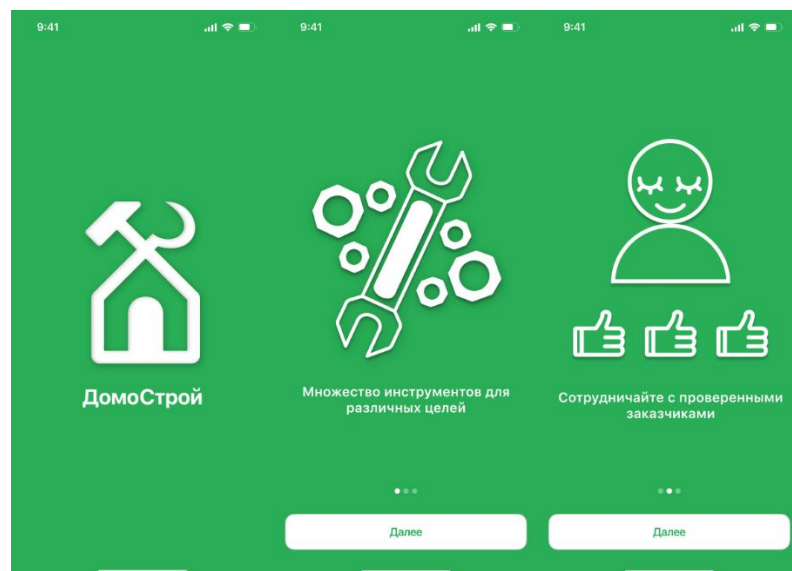 9:41
ДомоСтрой
9:41
Множество инструментов для
различных целей
Далее
9:41
Сотрудничайте с проверенными
заказчиками
Далее